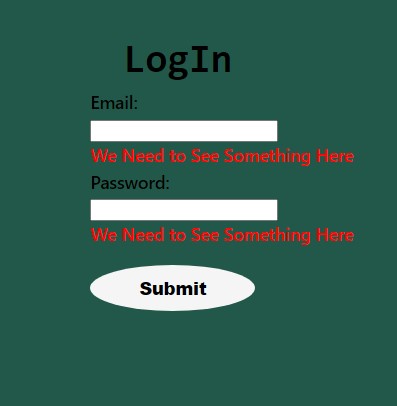 LogIn
Email:
We Need to See Something Here
Password:
We Need to See Something Here
Submit